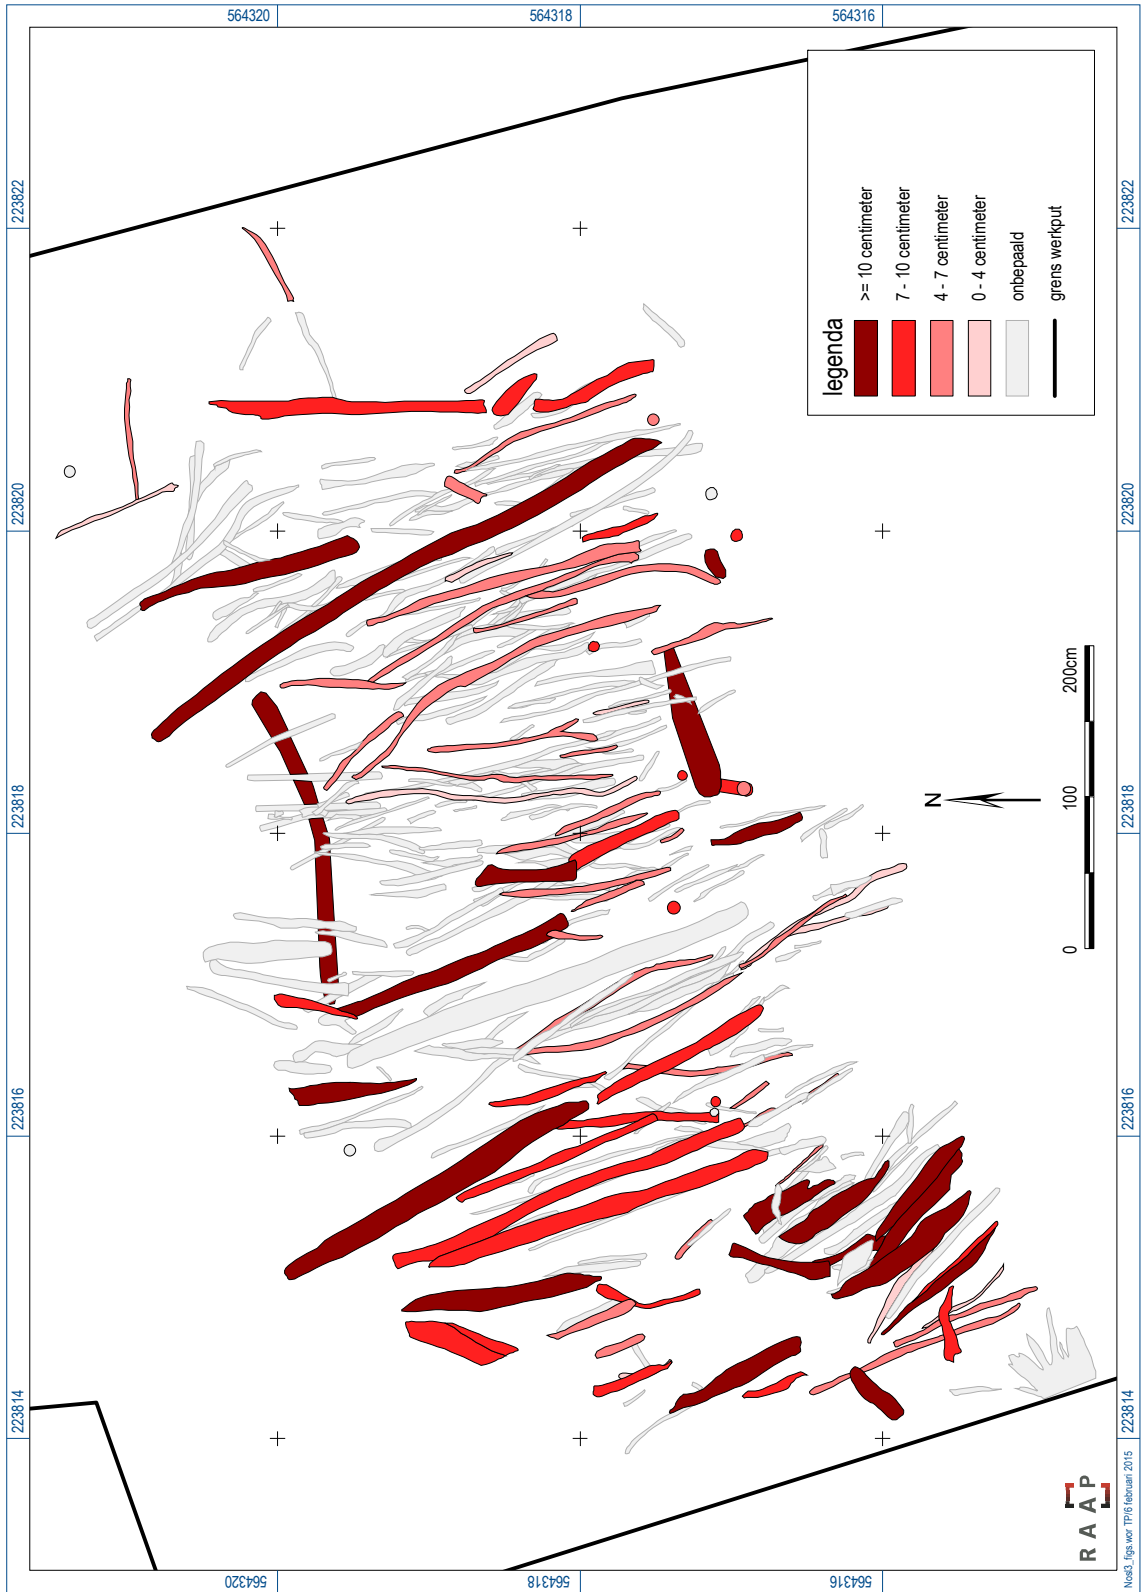 564320
564318
564316
223822
223820
223818
223816
223814
223822
223820
223818
223816
223814
564320
564318
564316
legenda
>= 10 centimeter
7 - 10 centimeter
4 - 7 centimeter
0 - 4 centimeter
onbepaald
grens werkput
N
0
100
200cm
RAAP
Nosl3_figs.wor TP/6 februari 2015